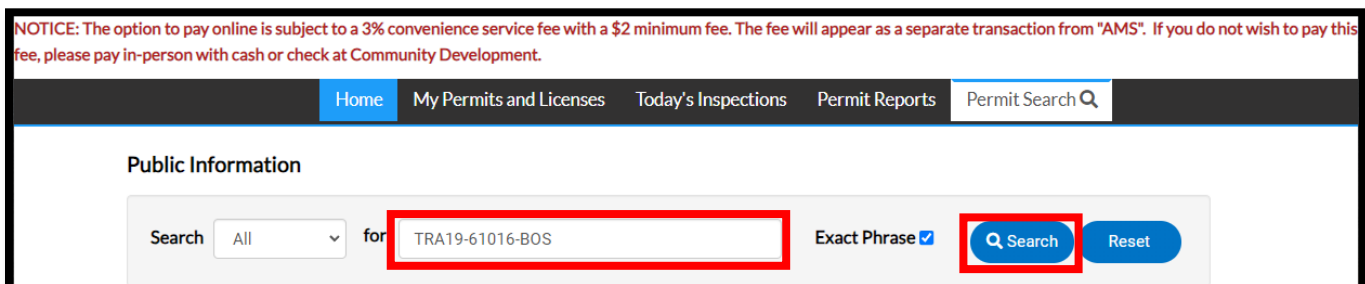 NOTICE: The option to pay online is subject to a 3% convenience service fee with a $2 minimum fee. The fee will appear as a separate transaction from "AMS". If you do not wish to pay this
fee, please pay in-person with cash or check at Community Development.
Home My Permits and Licenses Today's Inspections Permit Reports Permit Search
Public Information
Search All for TRA19-61016-BOS Exact Phrase Search Reset